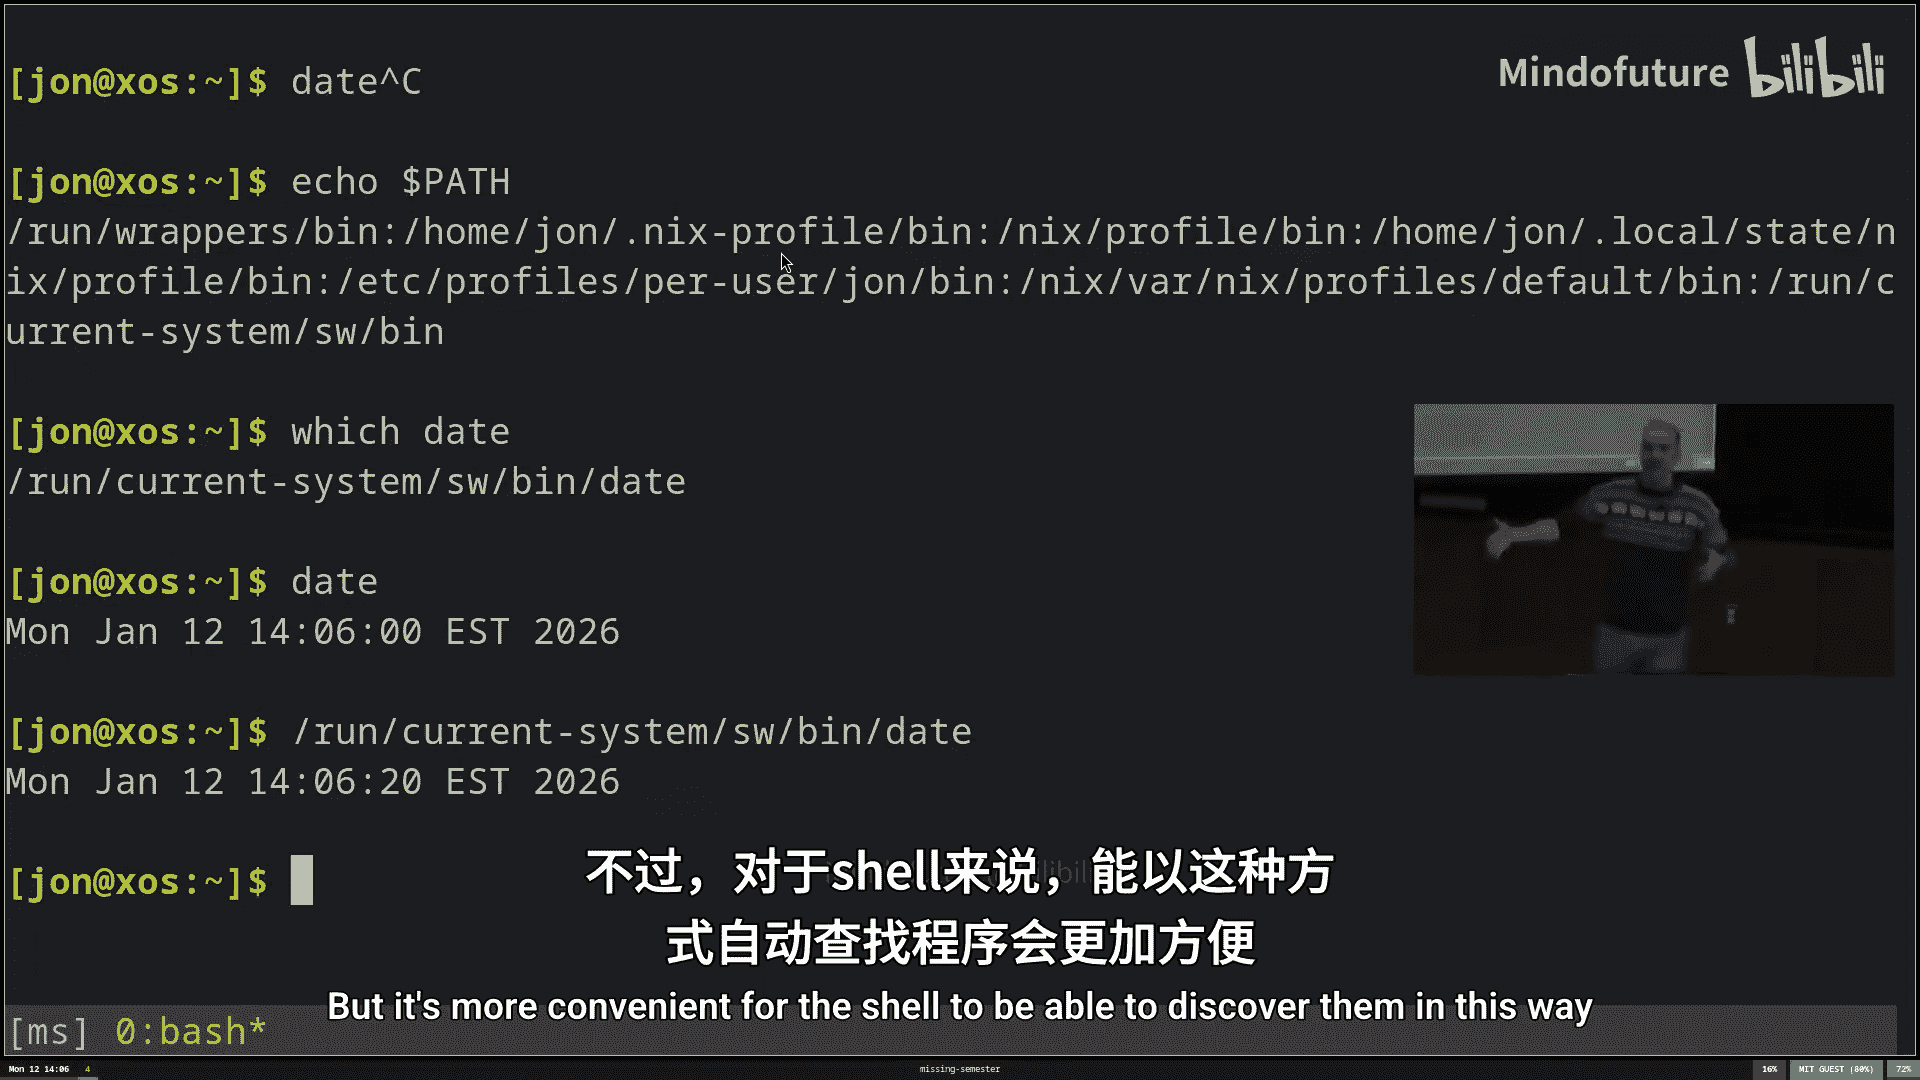 [jon@xos:~]$ date^C
Mindofuture bilibili
[jon@xos:~]$ echo $PATH
/run/wrappers/bin:/home/jon/.nix-profile/bin:/nix/profile/bin:/home/jon/.local/state/n
ix/profile/bin:/etc/profiles/per-user/jon/bin:/nix/var/nix/profiles/default/bin:/run/c
urrent-system/sw/bin
[jon@xos:~]$ which date
/run/current-system/sw/bin/date
[jon@xos:~]$ date
Mon Jan 12 14:06:00 EST 2026
[jon@xos:~]$ /run/current-system/sw/bin/date
Mon Jan 12 14:06:20 EST 2026
[jon@xos:~]$
不过，对于shell来说，能以这种方
式自动查找程序会更加方便
But it's more convenient for the shell to be able to discover them in this way
[ms] 0:bash*
Mon 12 14:06 4 missing-semester 16% MIT GUEST (80%) 72%